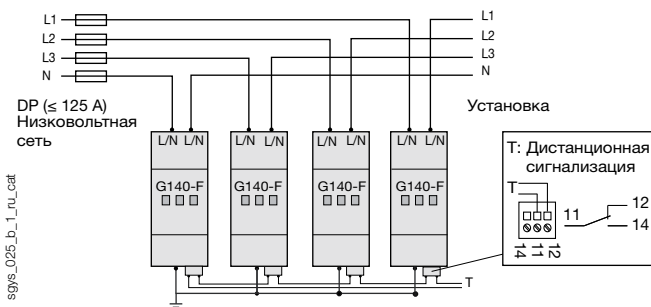 L1
L2
L3
N
L1
L2
L3
N
DP (≤ 125 A)
Низковольтная
сеть
Установка
L/N L/N
L/N L/N
L/N L/N
L/N L/N
G140-F
G140-F
G140-F
G140-F
T
T: Дистанционная
сигнализация
T
11
12
14
14
11
12
sgys_025_b_1_ru_cat